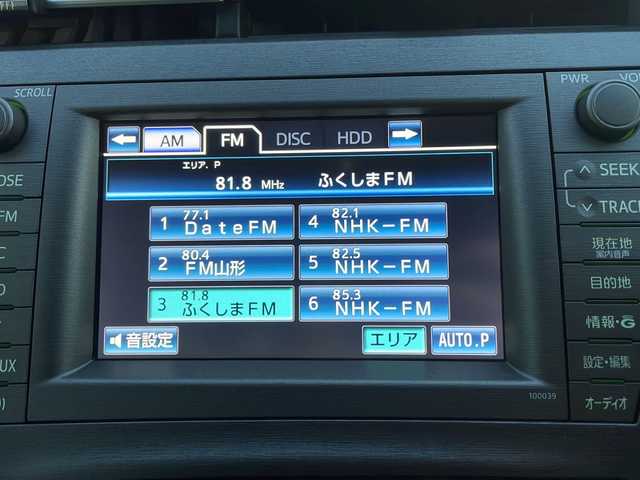 SCROLL
PWR
AM FM DISC HDD
エリア.P
81.8 MHz ふくしまFM
1 77.1 DateFM
2 80.4 FM山形
3 81.8 ふくしまFM
4 82.1 NHK-FM
5 82.5 NHK-FM
6 85.3 NHK-FM
音設定
エリア
AUTO.P
SEEK
TRACK
現在地
案内音声
目的地
情報・G
設定・編集
オーディオ
100039
OSE
FM
UX